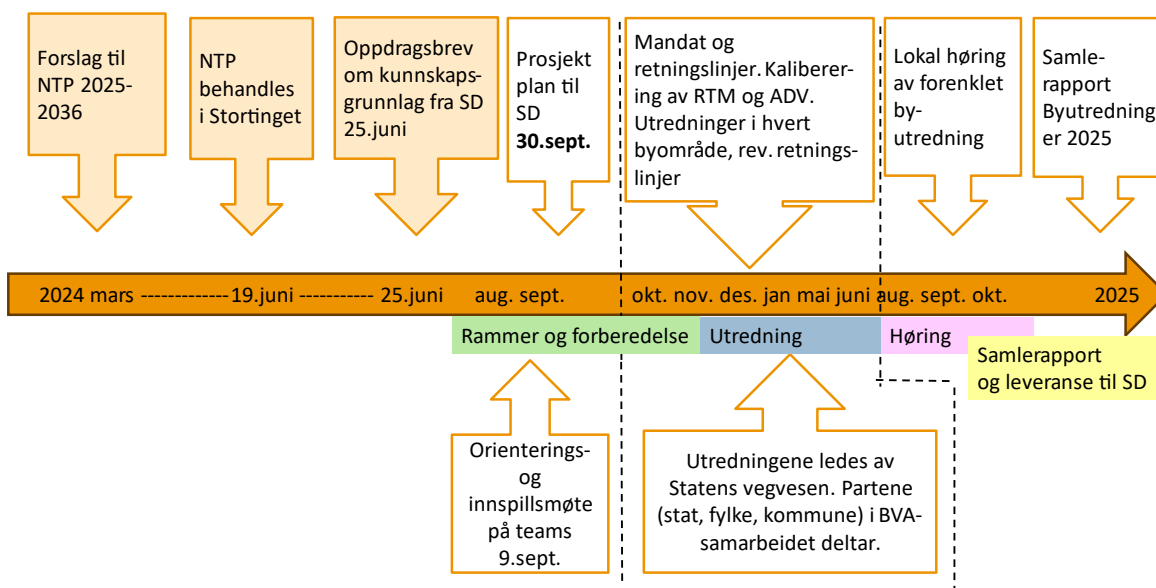 Forslag til
NTP 2025-
2036
NTP
behandles
i Stortinget
Oppdragsbrev
om kunnskaps-
grunnlag fra SD
25.juni
Prosjekt
plan til
SD
30.sept.
Mandat og
retningslinjer. Kaliberer-
ing av RTM og ADV.
Utredninger i hvert
byområde, rev. retnings-
linjer
Lokal høring
av forenklet
by-
utredning
Samle-
rapport
Byutredning
er 2025
2024 mars ------------- 19.juni ----------- 25.juni aug. sept. okt. nov. des. jan mai juni aug. sept. okt. 2025
Rammer og forberedelse Utredning Høring
Samlerapport
og leveranse til SD
Orienterings-
og
innspillsmøte
på teams
9.sept.
Utredningene ledes av
Statens vegvesen. Partene
(stat, fylke, kommune) i BVA-
samarbeidet deltar.